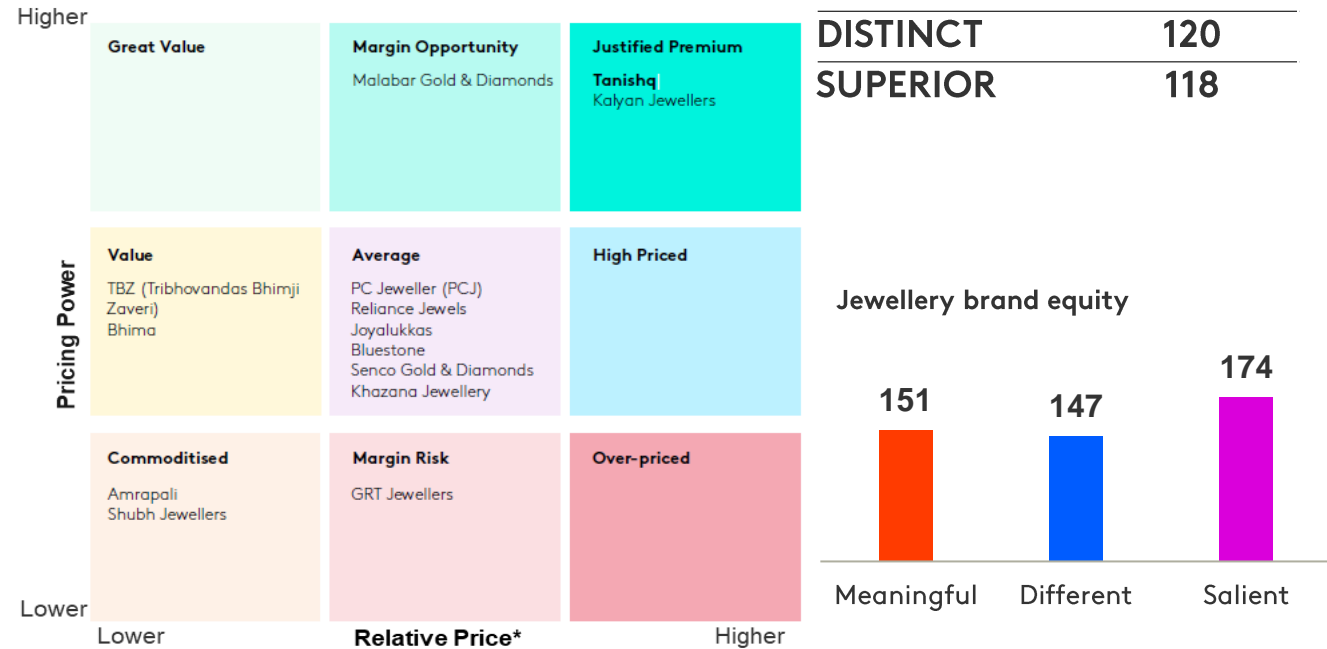 Higher
Great Value
Margin Opportunity
Malabar Gold & Diamonds
Justified Premium
Tanishq
Kalyan Jewellers
Value
TBZ (Tribhovandas Bhimji
Zaveri)
Bhima
Average
PC Jeweller (PCJ)
Reliance Jewels
Joyalukkas
Bluestone
Senco Gold & Diamonds
Khazana Jewellery
High Priced
Commoditised
Amrapali
Shubh Jewellers
Margin Risk
GRT Jewellers
Over-priced
Pricing Power
Lower
Lower
Relative Price*
Higher
DISTINCT 120
SUPERIOR 118
Jewellery brand equity
151
147
174
Meaningful
Different
Salient